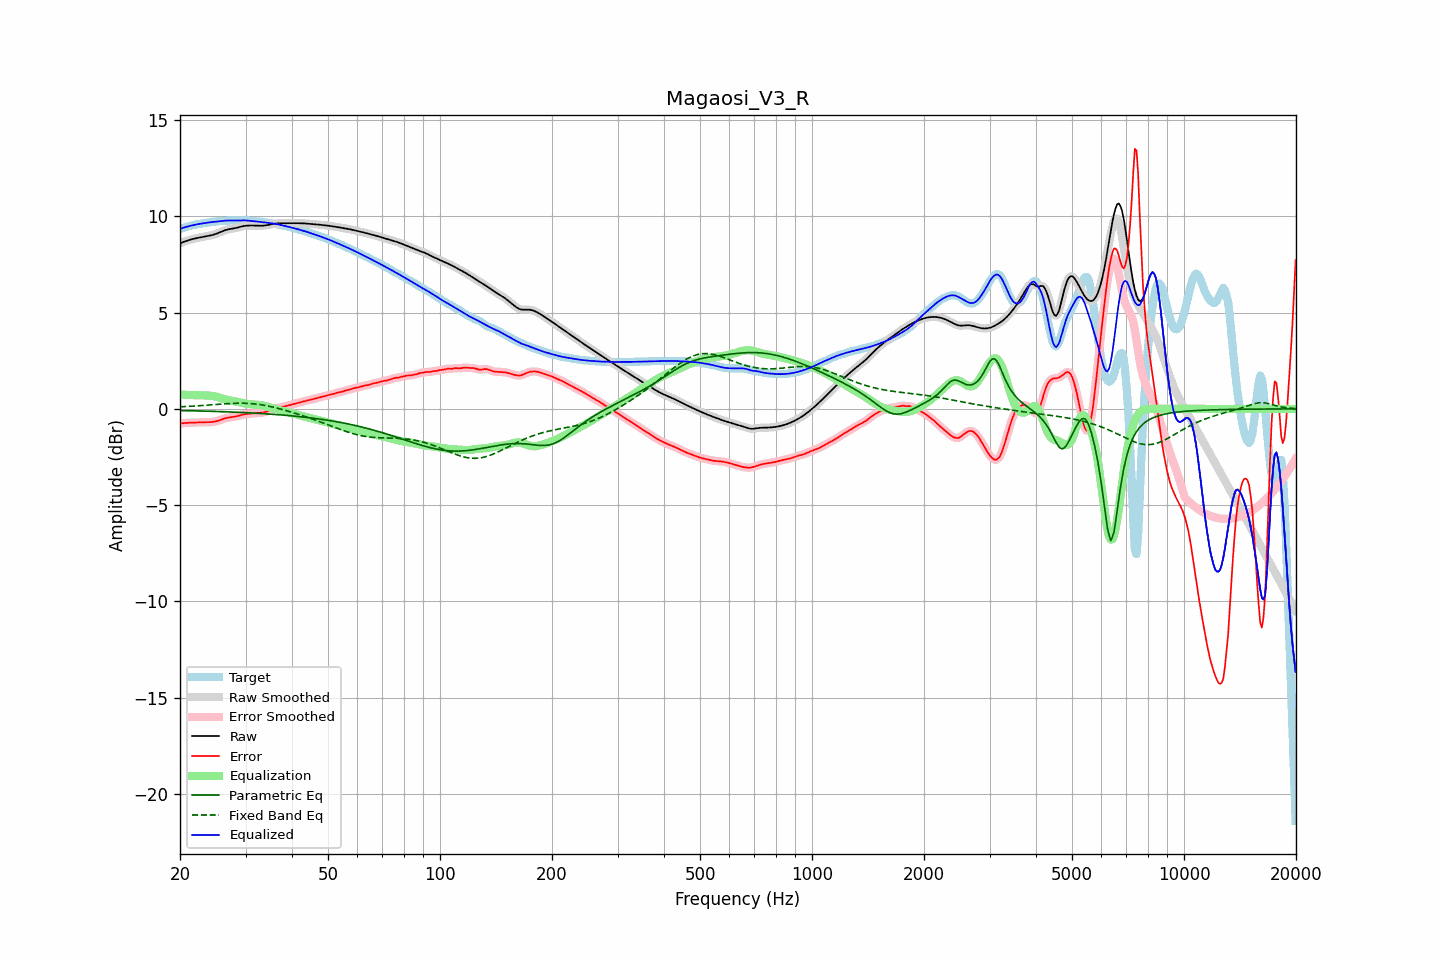 Magaosi_V3_R
15
10
5
0
−5
−10
−15
−20
Amplitude (dBr)
Target
Raw Smoothed
Error Smoothed
Raw
Error
Equalization
Parametric Eq
Fixed Band Eq
Equalized
20 50 100 200 500 1000 2000 5000 10000 20000
Frequency (Hz)